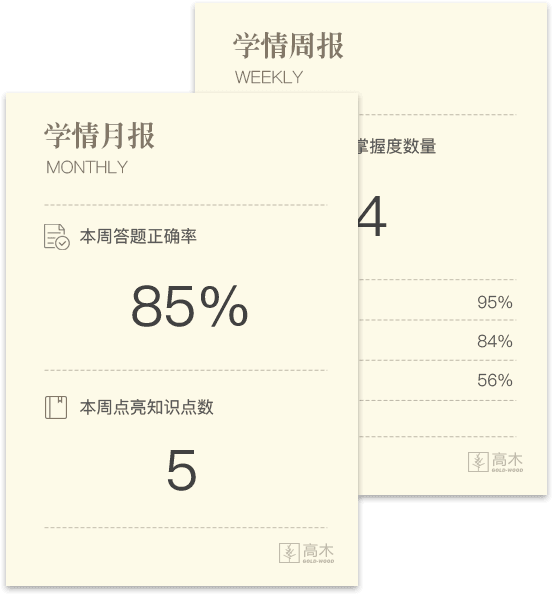 学情周报
WEEKLY
掌握度数量
4
95%
84%
56%
高木
GOLD-WOOD
学情月报
MONTHLY
本周答题正确率
85%
本周点亮知识点数
5
高木
GOLD-WOOD